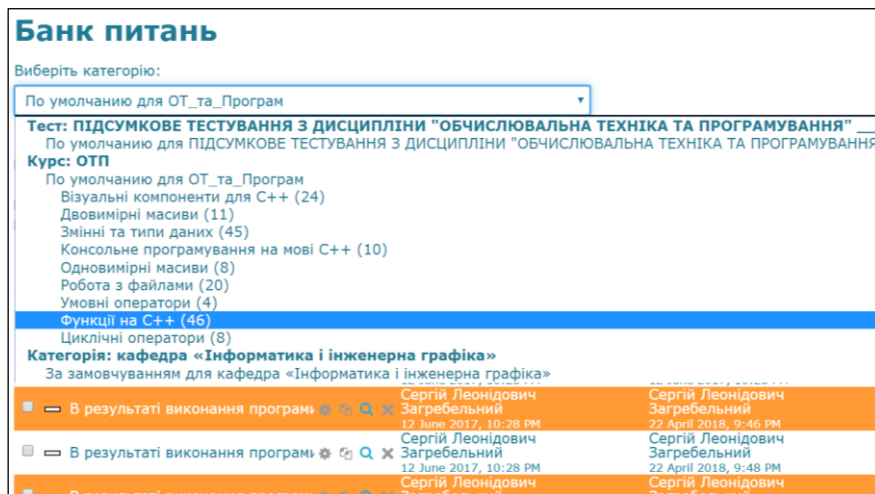 Банк питань
Виберіть категорію:
По умолчанию для ОТ_та_Програм
Тест: ПІДСУМКОВЕ ТЕСТУВАННЯ З ДИСЦИПЛІНИ "ОБЧИСЛЮВАЛЬНА ТЕХНІКА ТА ПРОГРАМУВАННЯ" __
По умолчанию для ПІДСУМКОВЕ ТЕСТУВАННЯ З ДИСЦИПЛІНИ "ОБЧИСЛЮВАЛЬНА ТЕХНІКА ТА ПРОГРАМУВАННЯ
Курс: ОТП
По умолчанию для ОТ_та_Програм
Візуальні компоненти для С++ (24)
Двовимірні масиви (11)
Змінні та типи даних (45)
Консольне програмування на мові С++ (10)
Одновимірні масиви (8)
Робота з файлами (20)
Умовні оператори (4)
Функції на С++ (46)
Циклічні оператори (8)
Категорія: кафедра «Інформатика і інженерна графіка»
За замовчуванням для кафедра «Інформатика і інженерна графіка»
Сергій Леонідович Сергій Леонідович
В результаті виконання програми Загребельний Загребельний
12 June 2017, 10:28 PM 22 April 2018, 9:46 PM
Сергій Леонідович Сергій Леонідович
В результаті виконання програми Загребельний Загребельний
12 June 2017, 10:28 PM 22 April 2018, 9:48 PM
Сергій Леонідович Сергій Леонідович